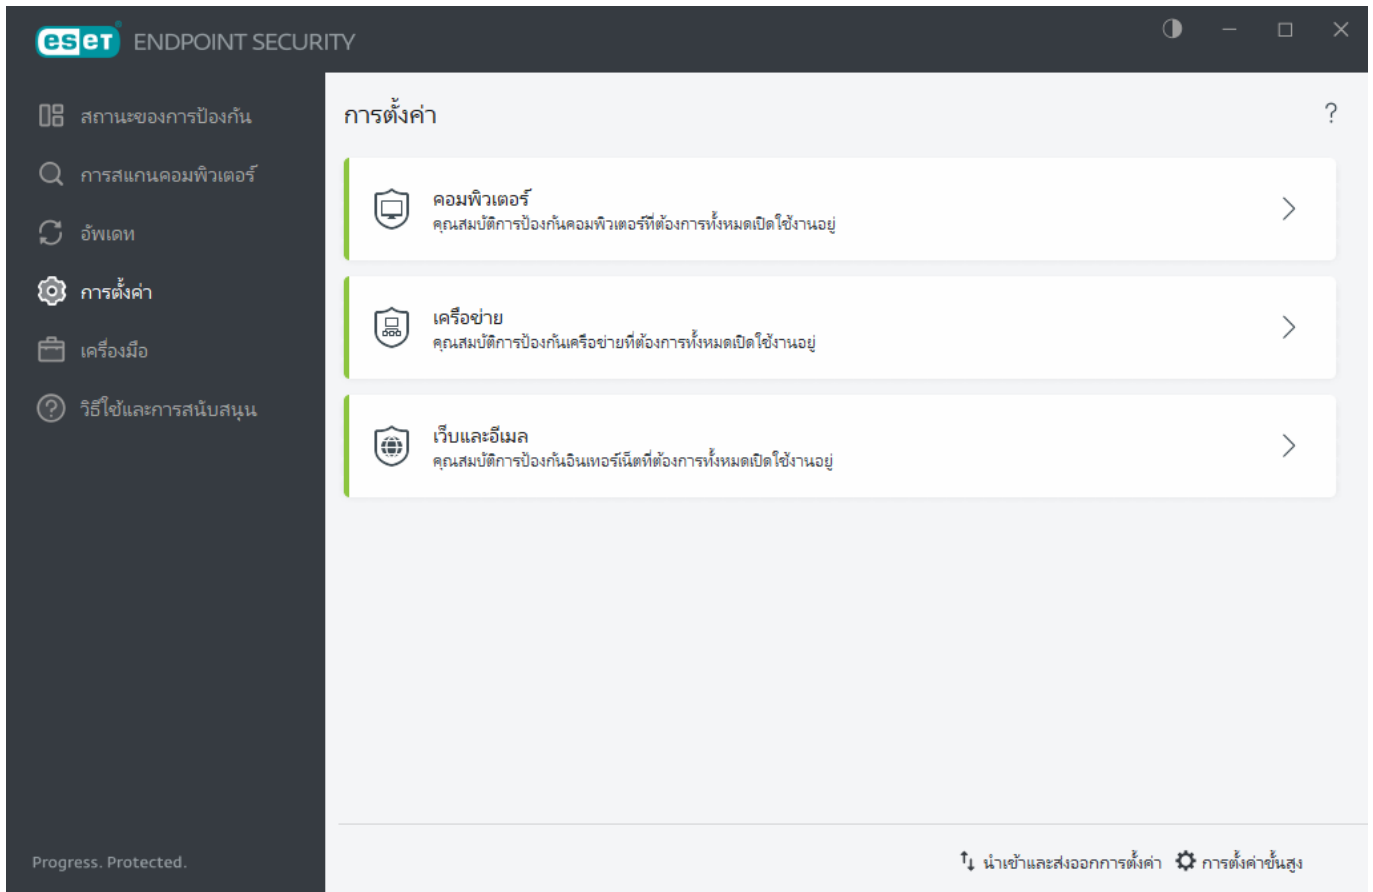 eset ENDPOINT SECURITY
สถานะของการป้องกัน
การสแกนคอมพิวเตอร์
อัพเดท
การตั้งค่า
เครื่องมือ
วิธีใช้และการสนับสนุน
Progress. Protected.
การตั้งค่า
?
คอมพิวเตอร์
คุณสมบัติการป้องกันคอมพิวเตอร์ที่ต้องการทั้งหมดเปิดใช้งานอยู่
เครือข่าย
คุณสมบัติการป้องกันเครือข่ายที่ต้องการทั้งหมดเปิดใช้งานอยู่
เว็บและอีเมล
คุณสมบัติการป้องกันอินเทอร์เน็ตที่ต้องการทั้งหมดเปิดใช้งานอยู่
นำเข้าและส่งออกการตั้งค่า การตั้งค่าขั้นสูง